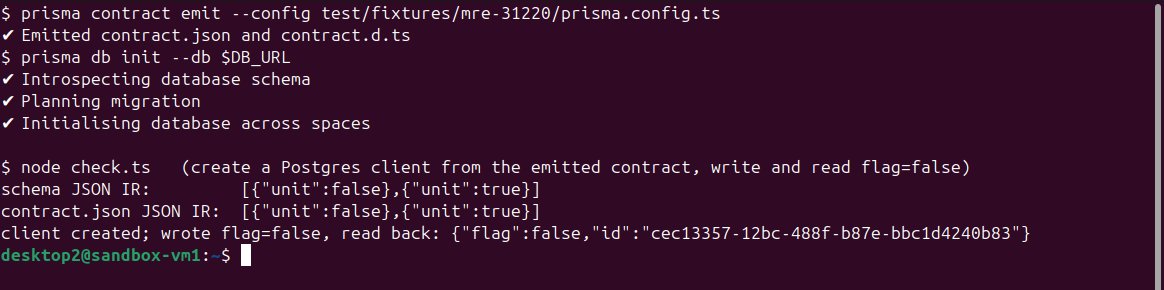 $ prisma contract emit --config test/fixtures/mre-31220/prisma.config.ts
✔ Emitted contract.json and contract.d.ts
$ prisma db init --db $DB_URL
✔ Introspecting database schema
✔ Planning migration
✔ Initialising database across spaces

$ node check.ts   (create a Postgres client from the emitted contract, write and read flag=false)
schema JSON IR:         [{"unit":false},{"unit":true}]
contract.json JSON IR:  [{"unit":false},{"unit":true}]
client created; wrote flag=false, read back: {"flag":false,"id":"cec13357-12bc-488f-b87e-bbc1d4240b83"}
desktop2@sandbox-vm1:~$